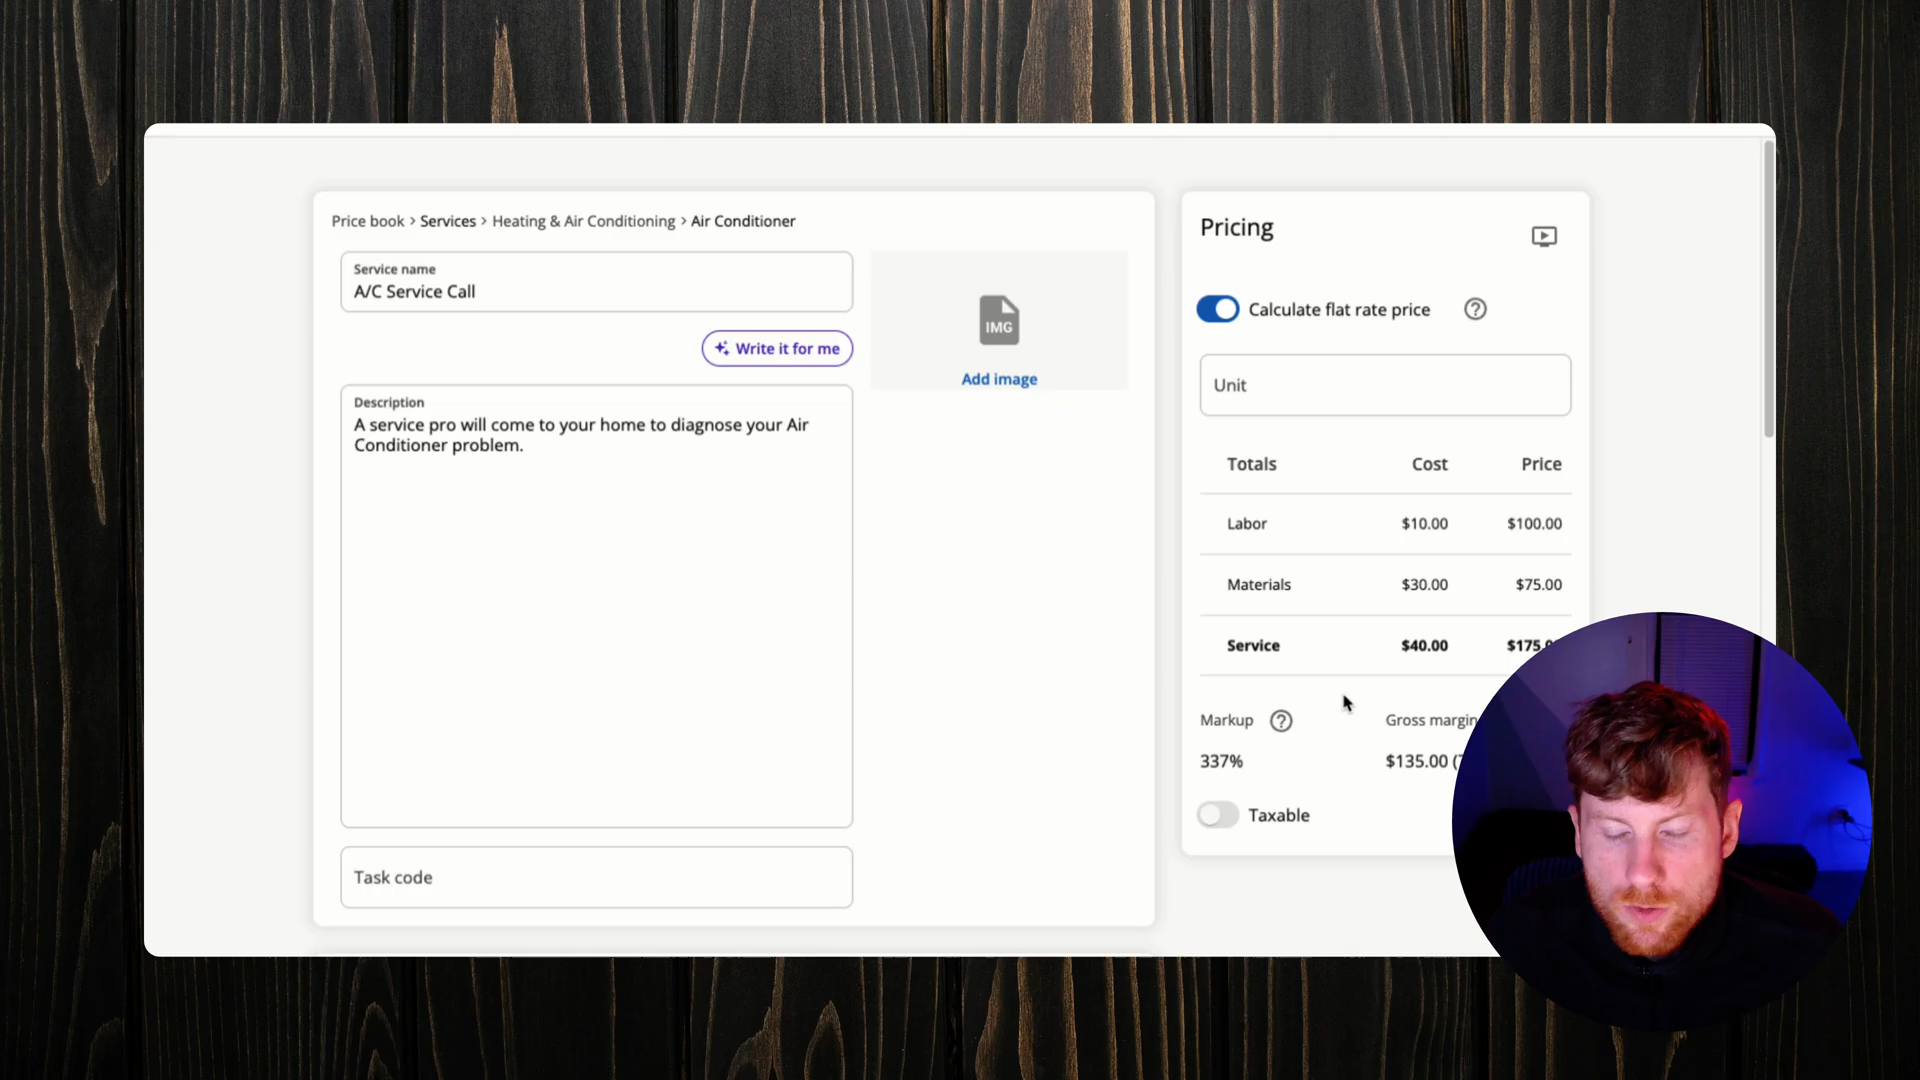 Price book > Services > Heating & Air Conditioning > Air Conditioner
Service name
A/C Service Call
Write it for me
Description
A service pro will come to your home to diagnose your Air
Conditioner problem.
Task code
IMG
Add image
Pricing
Calculate flat rate price
Unit
Totals Cost Price
Labor $10.00 $100.00
Materials $30.00 $75.00
Service $40.00
Markup Gross margin
337% $135.00
Taxable